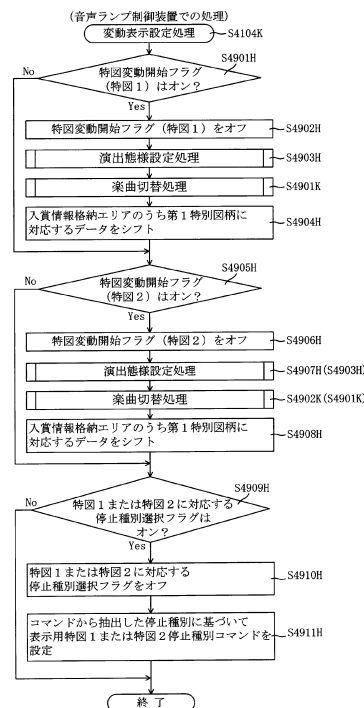 (音声ランプ制御装置での処理)
変動表示設定処理
S4104K
S4901H
No
特図変動開始フラグ
(特図1)はオン?
Yes
特図変動開始フラグ(特図1)をオフ
S4902H
演出態様設定処理
S4903H
楽曲切替処理
S4901K
入賞情報格納エリアのうち第1特別図柄に
対応するデータをシフト
S4904H
S4905H
No
特図変動開始フラグ
(特図2)はオン?
Yes
特図変動開始フラグ(特図2)をオフ
S4906H
演出態様設定処理
S4907H(S4903H)
楽曲切替処理
S4902K(S4901K)
入賞情報格納エリアのうち第1特別図柄に
対応するデータをシフト
S4908H
S4909H
No
特図1または特図2に対応する
停止種別選択フラグは
オン?
Yes
特図1または特図2に対応する
停止種別選択フラグをオフ
S4910H
コマンドから抽出した停止種別に基づいて
表示用特図1または特図2停止種別コマンドを
設定
S4911H
終了